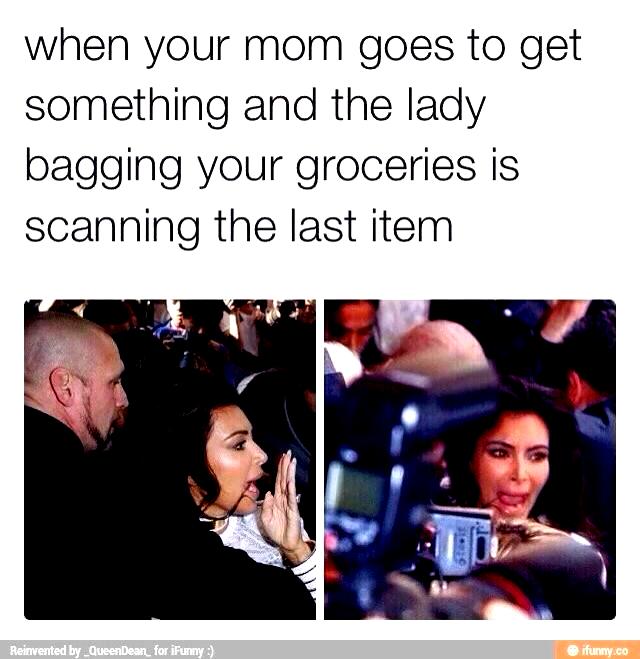 when your mom goes to get
something and the lady
bagging your groceries is
scanning the last item
Reinvented by _QueenDean_ for iFunny :)
ifunny.co